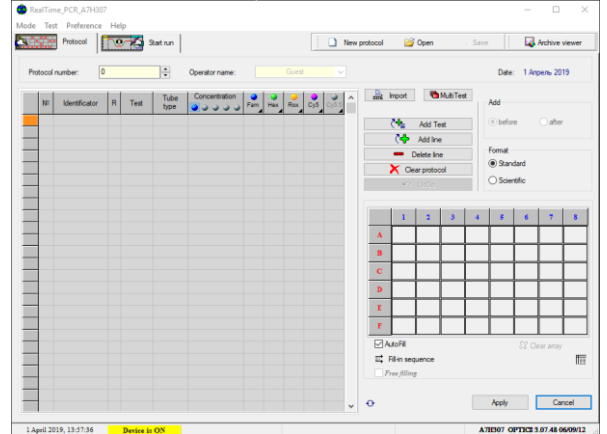 RealTime_PCR_A7H307
Mode Test Preference Help
Protocol Start run New protocol Open Save Archive viewer
Protocol number: 0 Operator name: Guest Date: 1 Апрель 2019
№ Identificator R Test Tube type Concentration Fam Hex Rox Cy5 Cy5.5
Import MultiTest
Add
before after
Add Test
Add line
Delete line
Clear protocol
Format
Standard
Scientific
1 2 3 4 5 6 7 8
A
B
C
D
E
F
AutoFill Clear array
Fill-in sequence
Free filling
Apply Cancel
1 April 2019, 13:57:36 Device is ON A7H307 OPTICS 3.07.48 06/09/12